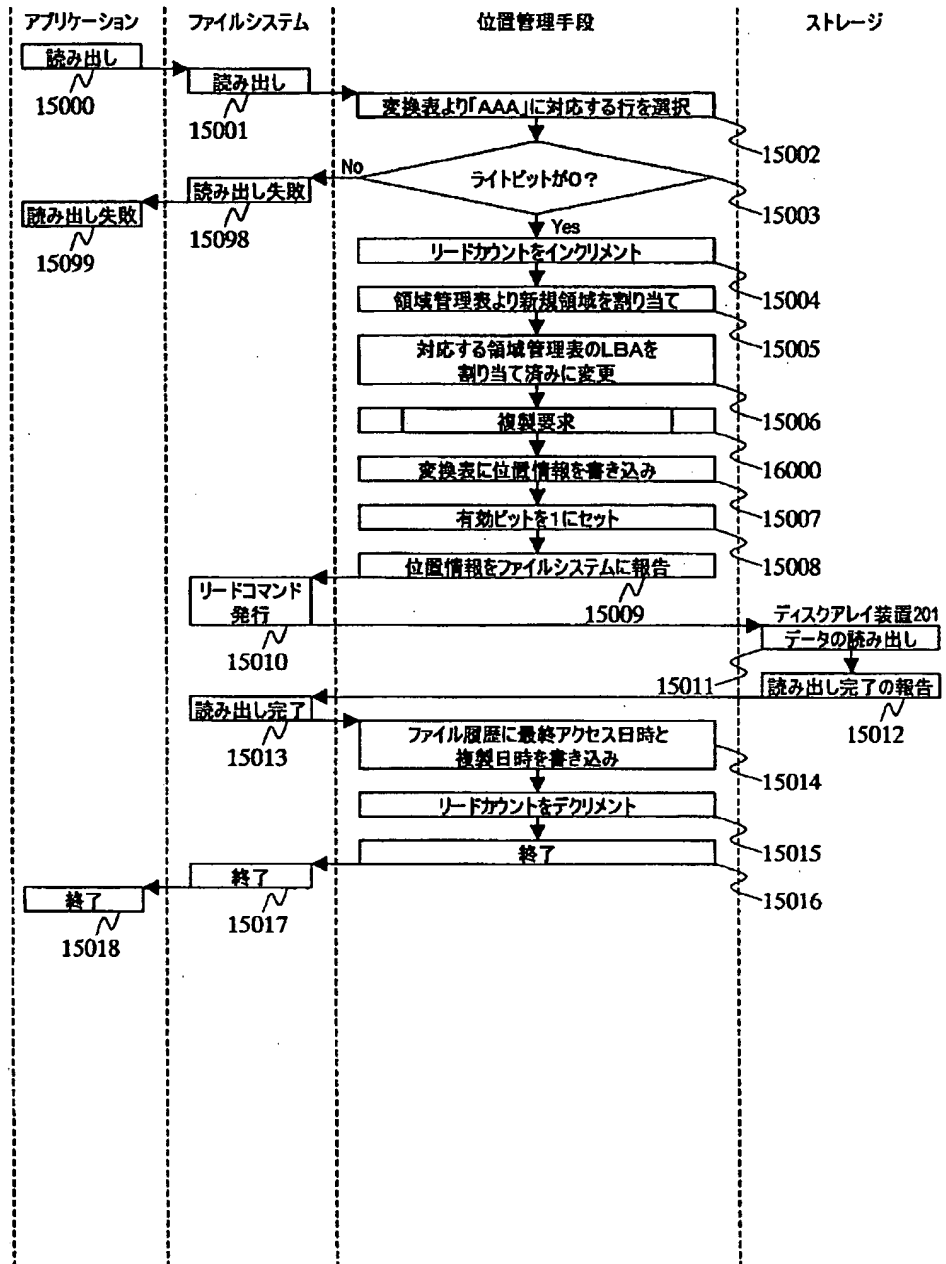 アプリケーション
ファイルシステム
位置管理手段
ストレージ
読み出し
15000
読み出し
15001
変換表より「AAA」に対応する行を選択
15002
ライトビットが0?
15003
No
読み出し失敗
15098
読み出し失敗
15099
Yes
リードカウントをインクリメント
15004
領域管理表より新規領域を割り当て
15005
対応する領域管理表のLBAを
割り当て済みに変更
15006
複製要求
16000
変換表に位置情報を書き込み
15007
有効ビットを1にセット
15008
位置情報をファイルシステムに報告
15009
リードコマンド
発行
15010
ディスクアレイ装置201
データの読み出し
15011
読み出し完了の報告
15012
読み出し完了
15013
ファイル履歴に最終アクセス日時と
複製日時を書き込み
15014
リードカウントをデクリメント
15015
終了
15016
終了
15017
終了
15018